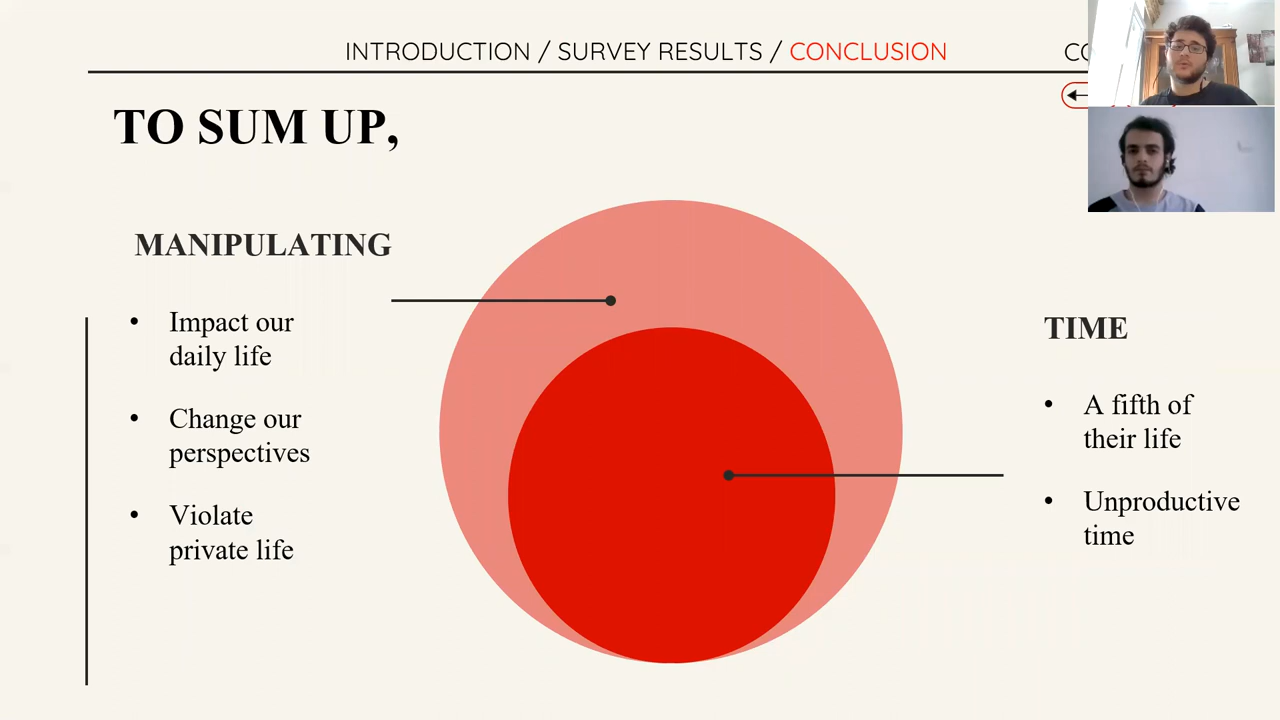 INTRODUCTION / SURVEY RESULTS / CONCLUSION
TO SUM UP,
MANIPULATING
• Impact our
daily life
• Change our
perspectives
• Violate
private life
TIME
• A fifth of
their life
• Unproductive
time